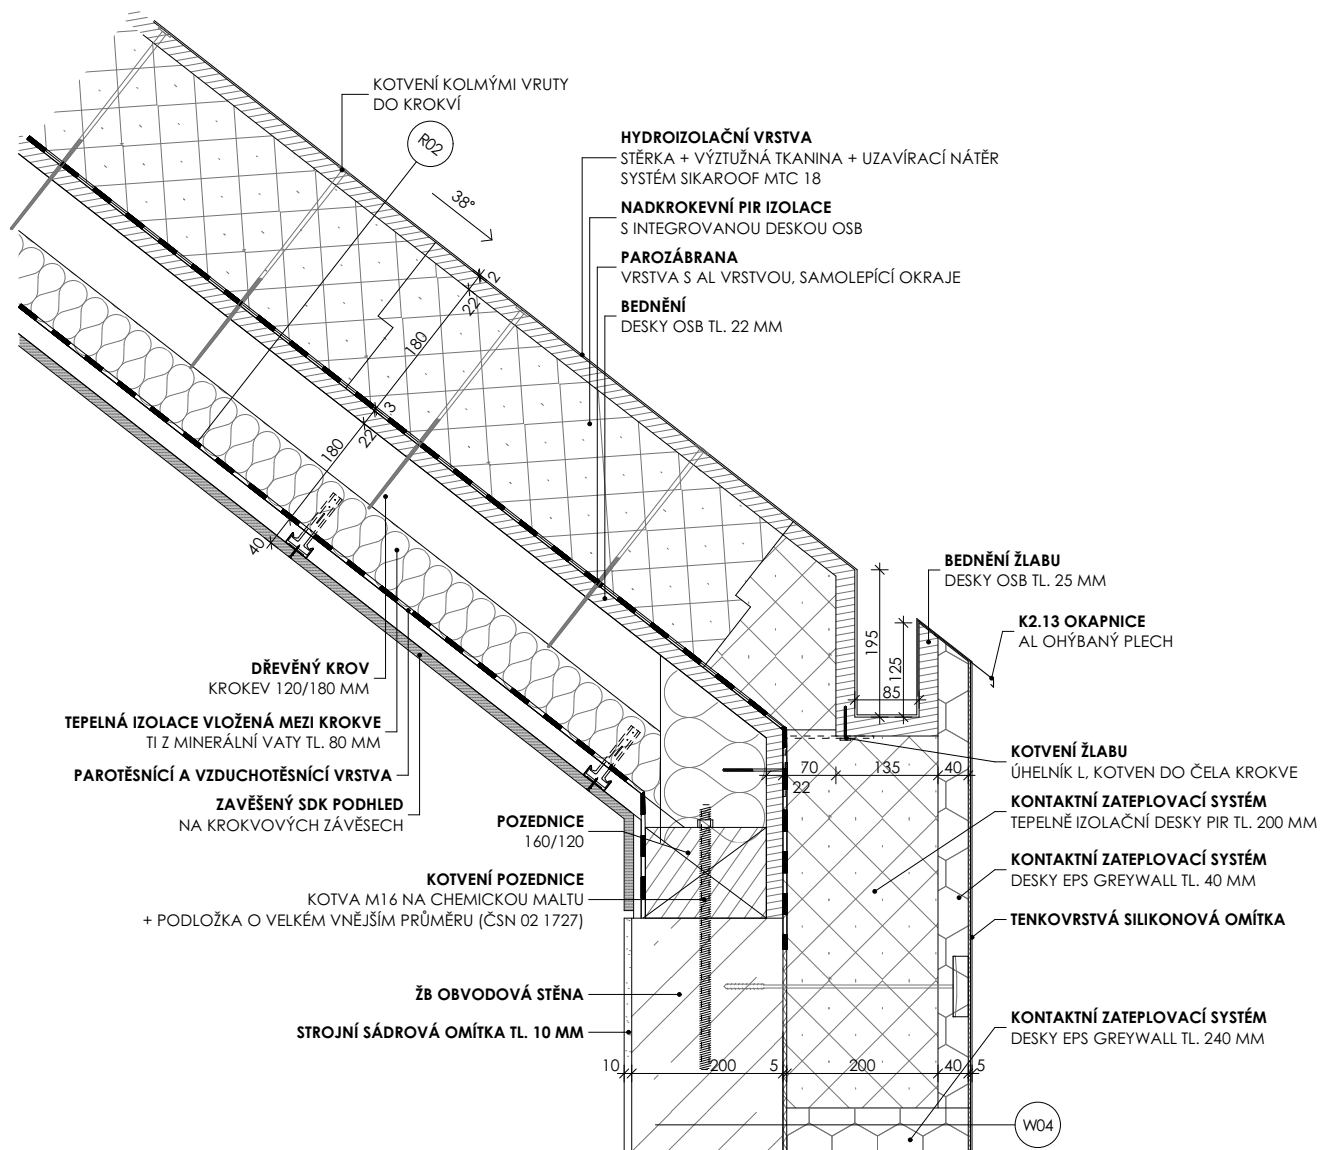 KOTVENÍ KOLMÝMI VRUTY
DO KROKVÍ
R02
38°
HYDROIZOLAČNÍ VRSTVA
STĚRKA + VÝZTUŽNÁ TKANINA + UZAVÍRACÍ NÁTĚR
SYSTÉM SIKAROOF MTC 18
NADKROKEVNÍ PIR IZOLACE
S INTEGROVANOU DESKOU OSB
PAROZÁBRANA
VRSTVA S AL VRSTVOU, SAMOLEPÍCÍ OKRAJE
BEDNĚNÍ
DESKY OSB TL. 22 MM
2
22
180
3
22
180
40
BEDNĚNÍ ŽLABU
DESKY OSB TL. 25 MM
K2.13 OKAPNICE
AL OHÝBANÝ PLECH
195
125
85
DŘEVĚNÝ KROV
KROKEV 120/180 MM
TEPELNÁ IZOLACE VLOŽENÁ MEZI KROKVE
TI Z MINERÁLNÍ VATY TL. 80 MM
PAROTĚSNÍCÍ A VZDUCHOTĚSNÍCÍ VRSTVA
ZAVĚŠENÝ SDK PODHLED
NA KROKVOVÝCH ZÁVĚSECH
POZEDNICE
160/120
KOTVENÍ POZEDNICE
KOTVA M16 NA CHEMICKOU MALTU
+ PODLOŽKA O VELKÉM VNĚJŠÍM PRŮMĚRU (ČSN 02 1727)
ŽB OBVODOVÁ STĚNA
STROJNÍ SÁDROVÁ OMÍTKA TL. 10 MM
70
135
40
22
KOTVENÍ ŽLABU
ÚHELNÍK L, KOTVEN DO ČELA KROKVE
KONTAKTNÍ ZATEPLOVACÍ SYSTÉM
TEPELNĚ IZOLAČNÍ DESKY PIR TL. 200 MM
KONTAKTNÍ ZATEPLOVACÍ SYSTÉM
DESKY EPS GREYWALL TL. 40 MM
TENKOVRSTVÁ SILIKONOVÁ OMÍTKA
KONTAKTNÍ ZATEPLOVACÍ SYSTÉM
DESKY EPS GREYWALL TL. 240 MM
10
200
5
200
40
5
W04